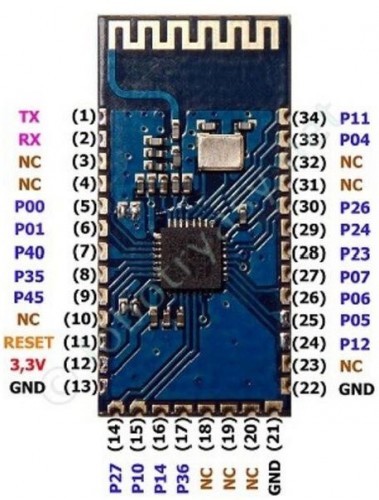 TX (1)
RX (2)
NC (3)
NC (4)
P00 (5)
P01 (6)
P40 (7)
P35 (8)
P45 (9)
NC (10)
RESET (11)
3,3V (12)
GND (13)
(34) P11
(33) P04
(32) NC
(31) NC
(30) P26
(29) P24
(28) P23
(27) P07
(26) P06
(25) P05
(24) P12
(23) NC
(22) GND
P27 (14)
P10 (15)
P14 (16)
P36 (17)
NC (18)
NC (19)
NC (20)
GND (21)